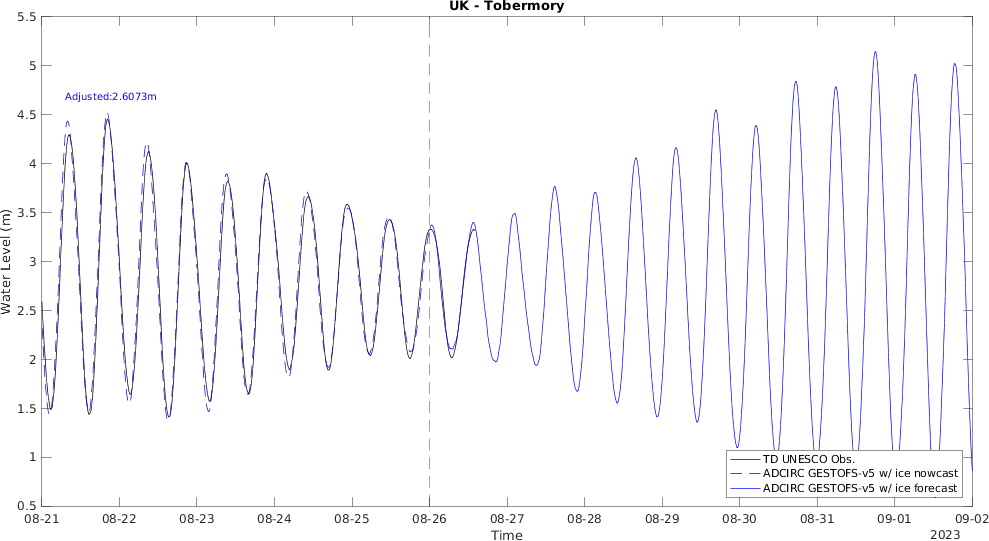 UK - Tobermory
5.5
5
4.5
4
3.5
3
2.5
2
1.5
1
0.5
Water Level (m)
Adjusted:2.6073m
TD UNESCO Obs.
ADCIRC GESTOFS-v5 w/ ice nowcast
ADCIRC GESTOFS-v5 w/ ice forecast
08-21 08-22 08-23 08-24 08-25 08-26 08-27 08-28 08-29 08-30 08-31 09-01 09-02
Time
2023